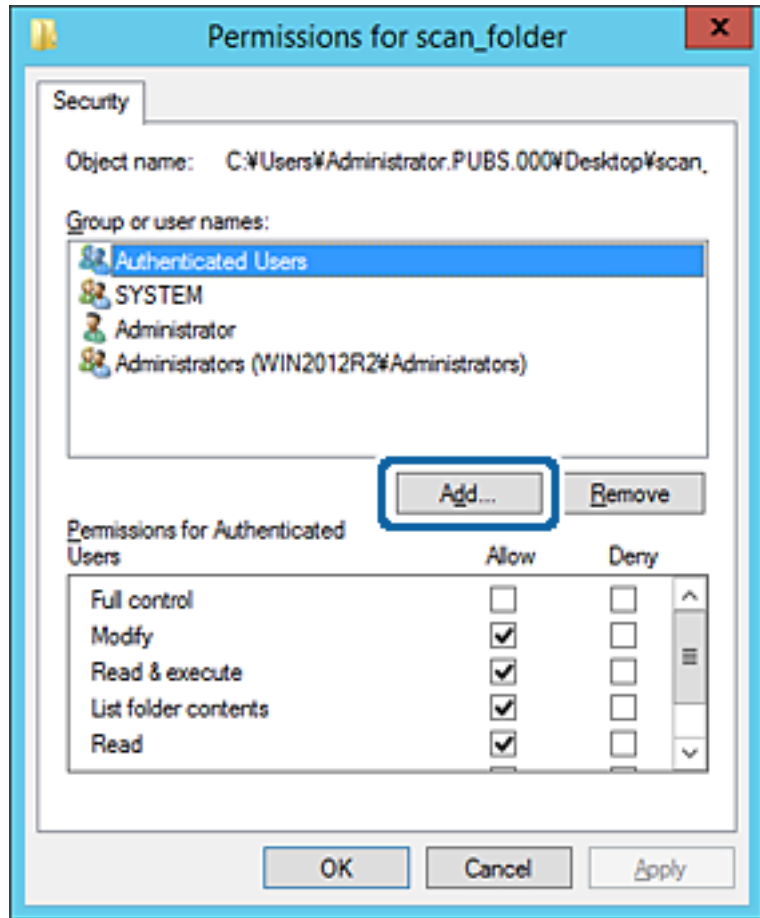 Permissions for scan_folder
Security
Object name: C:¥Users¥Administrator.PUBS.000¥Desktop¥scan_
Group or user names:
Authenticated Users
SYSTEM
Administrator
Administrators (WIN2012R2¥Administrators)
Add... Remove
Permissions for Authenticated
Users Allow Deny
Full control
Modify
Read & execute
List folder contents
Read
OK Cancel Apply